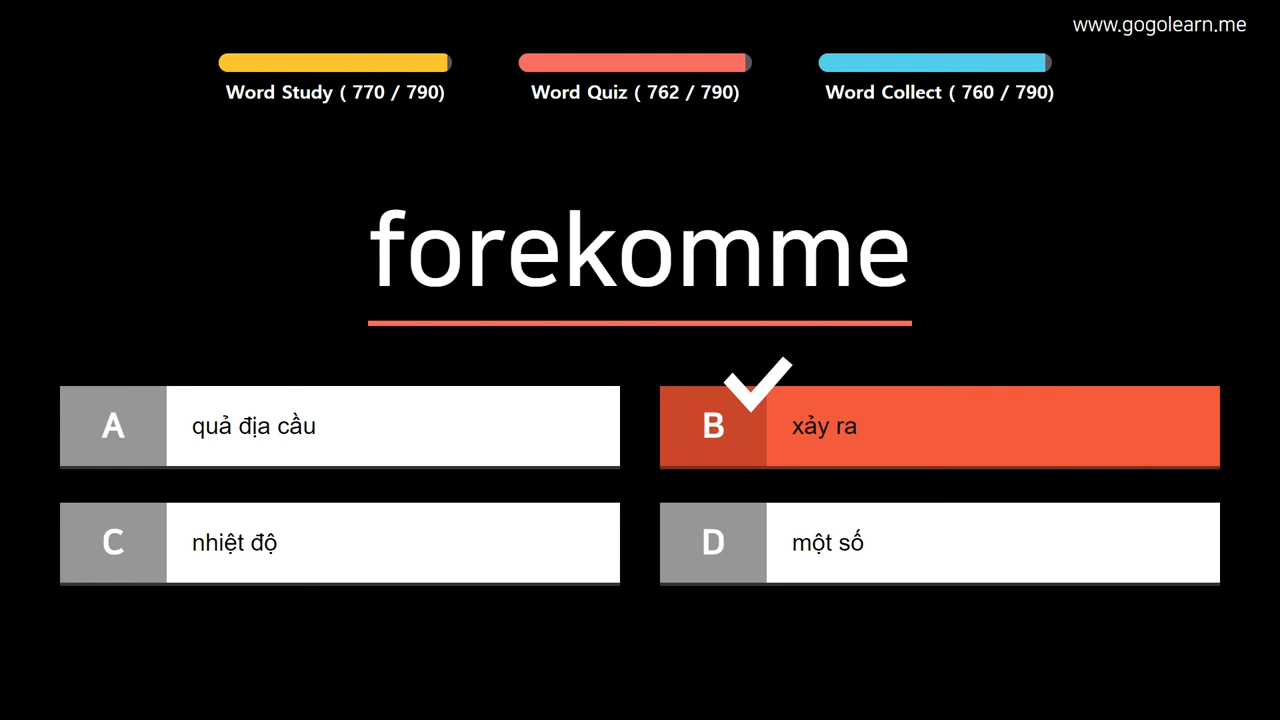 www.gogolearn.me
Word Study ( 770 / 790)
Word Quiz ( 762 / 790)
Word Collect ( 760 / 790)
forekomme
A
quả địa cầu
B
xảy ra
C
nhiệt độ
D
một số